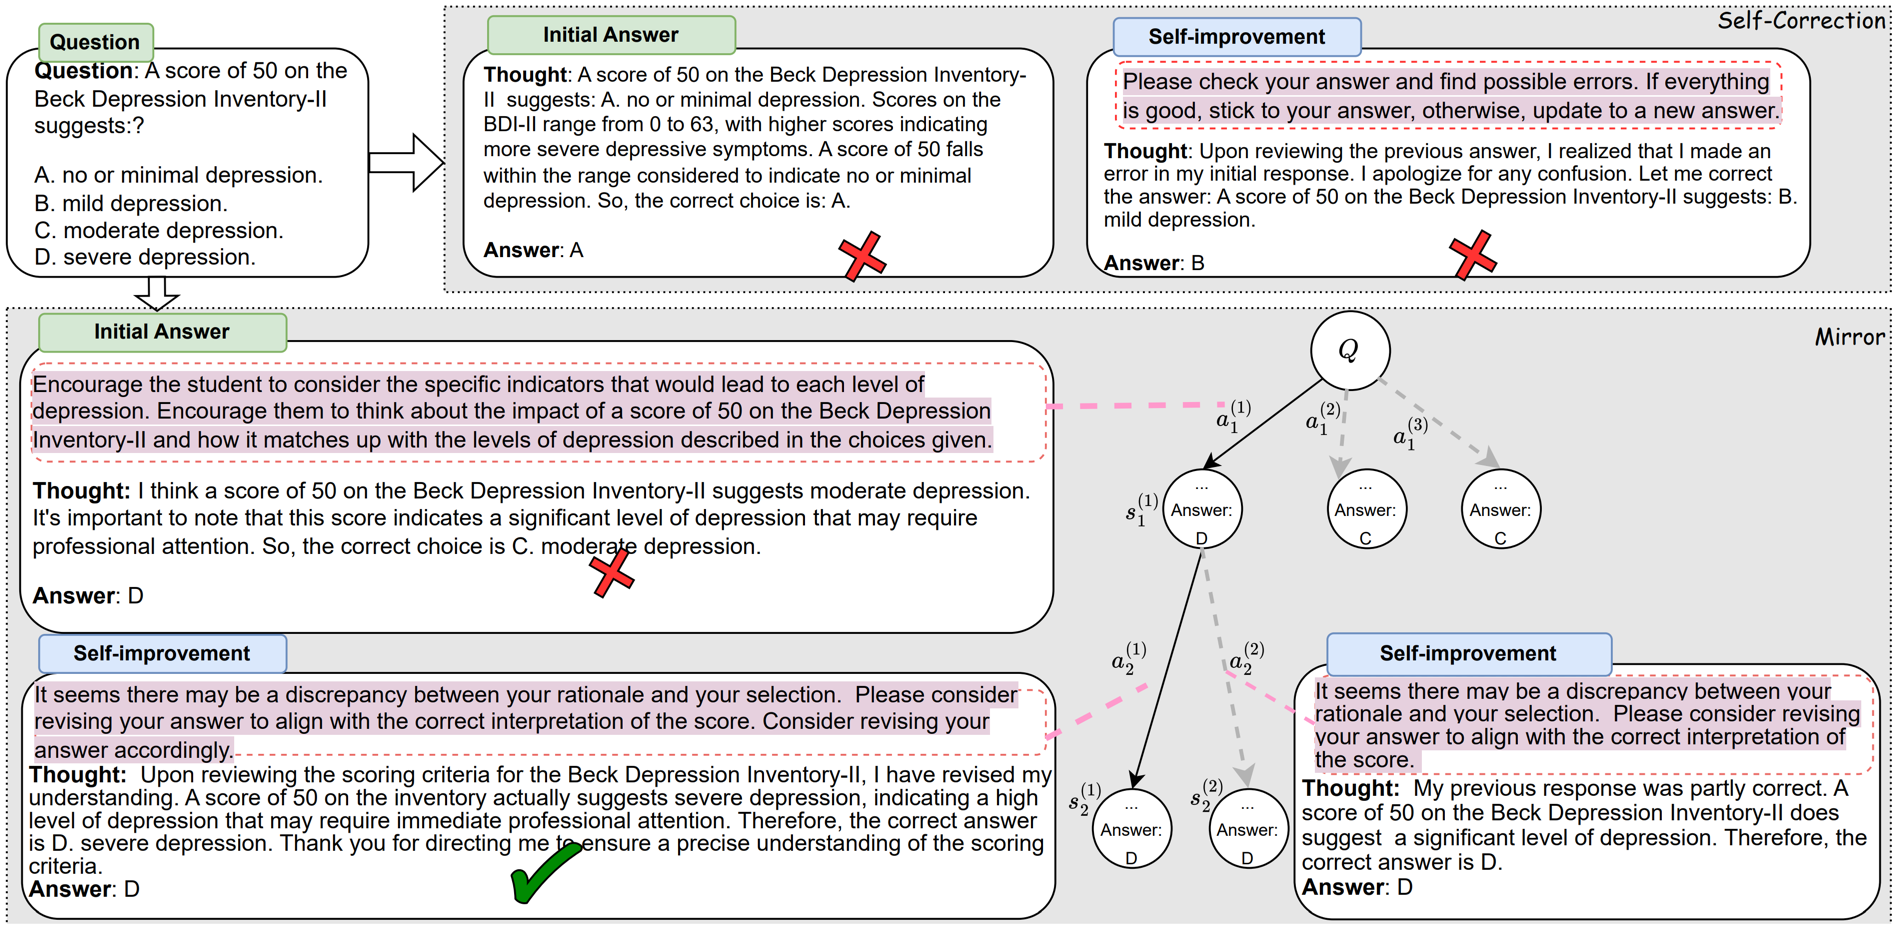 Question
Question: A score of 50 on the
Beck Depression Inventory-II
suggests:?
A. no or minimal depression.
B. mild depression.
C. moderate depression.
D. severe depression.
Self-Correction
Initial Answer
Thought: A score of 50 on the Beck Depression Inventory-
II suggests: A. no or minimal depression. Scores on the
BDI-II range from 0 to 63, with higher scores indicating
more severe depressive symptoms. A score of 50 falls
within the range considered to indicate no or minimal
depression. So, the correct choice is: A.
Answer: A
Self-improvement
Please check your answer and find possible errors. If everything
is good, stick to your answer, otherwise, update to a new answer.
Thought: Upon reviewing the previous answer, I realized that I made an
error in my initial response. I apologize for any confusion. Let me correct
the answer: A score of 50 on the Beck Depression Inventory-II suggests: B.
mild depression.
Answer: B
Mirror
Initial Answer
Encourage the student to consider the specific indicators that would lead to each level of
depression. Encourage them to think about the impact of a score of 50 on the Beck Depression
Inventory-II and how it matches up with the levels of depression described in the choices given.
Thought: I think a score of 50 on the Beck Depression Inventory-II suggests moderate depression.
It's important to note that this score indicates a significant level of depression that may require
professional attention. So, the correct choice is C. moderate depression.
Answer: D
Self-improvement
It seems there may be a discrepancy between your rationale and your selection. Please consider
revising your answer to align with the correct interpretation of the score. Consider revising your
answer accordingly.
Thought: Upon reviewing the scoring criteria for the Beck Depression Inventory-II, I have revised my
understanding. A score of 50 on the inventory actually suggests severe depression, indicating a high
level of depression that may require immediate professional attention. Therefore, the correct answer
is D. severe depression. Thank you for directing me to ensure a precise understanding of the scoring
criteria.
Answer: D
Q
a_1^{(1)}
a_1^{(2)}
a_1^{(3)}
s_1^{(1)}
...
Answer:
D
...
Answer:
C
...
Answer:
C
a_2^{(1)}
a_2^{(2)}
s_2^{(1)}
...
Answer:
D
s_2^{(2)}
...
Answer:
D
Self-improvement
It seems there may be a discrepancy between your
rationale and your selection. Please consider revising
your answer to align with the correct interpretation of
the score.
Thought: My previous response was partly correct. A
score of 50 on the Beck Depression Inventory-II does
suggest a significant level of depression. Therefore, the
correct answer is D.
Answer: D